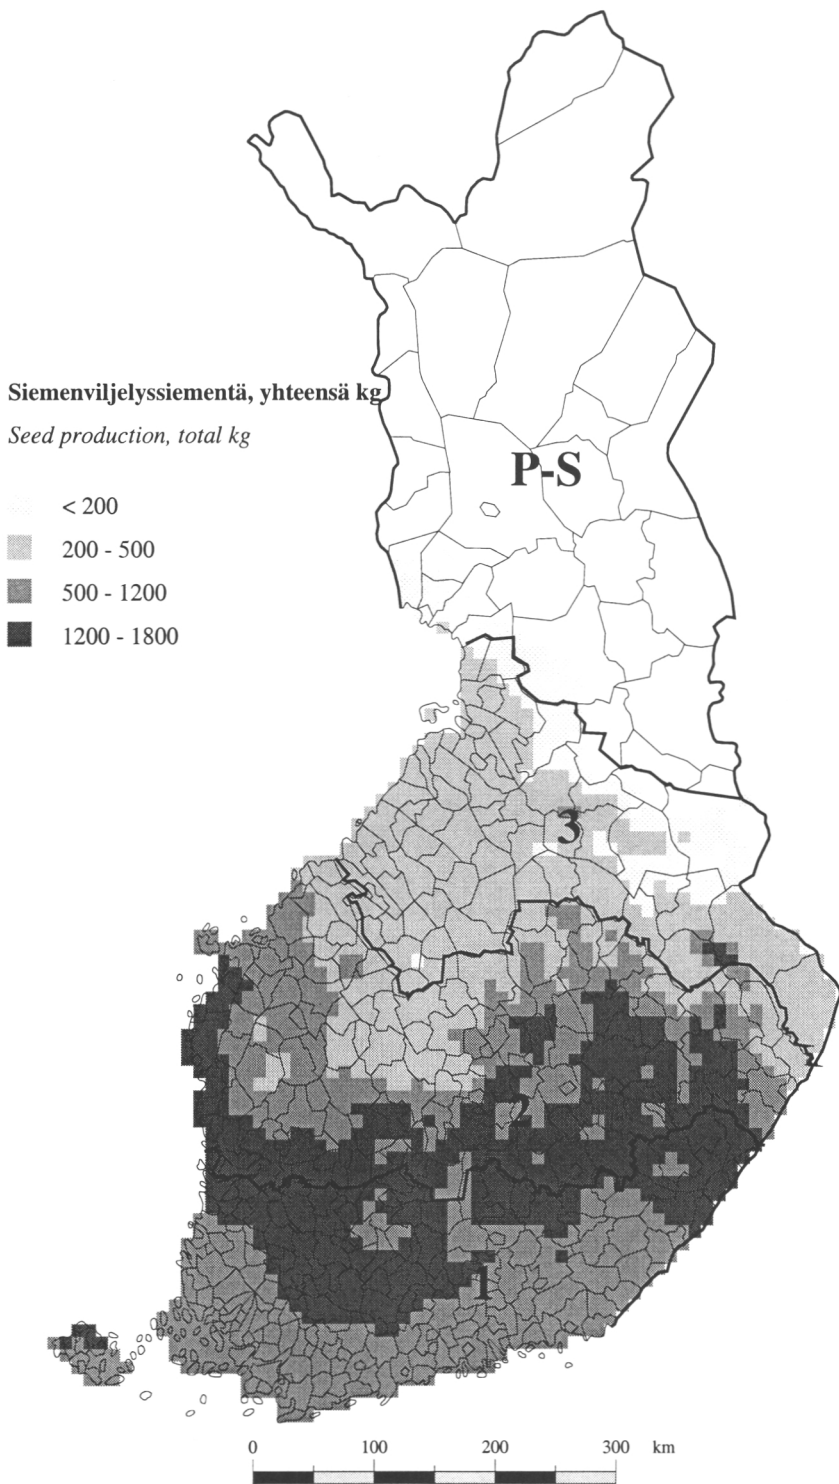 Siemenviljelyssiementä, yhteensä kg
Seed production, total kg
< 200
200 - 500
500 - 1200
1200 - 1800
P-S
3
2
1
0 100 200 300 km